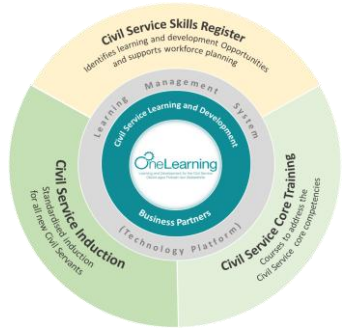 Civil Service Skills Register
Identifies learning and development Opportunities
and supports workforce planning
Learning Management System
Civil Service Learning and Development
OneLearning
Business Partners
(Technology Platform)
Civil Service Induction
Standardised induction
for all new Civil Servants
Civil Service Core Training
Courses to address the
Civil Service core competencies